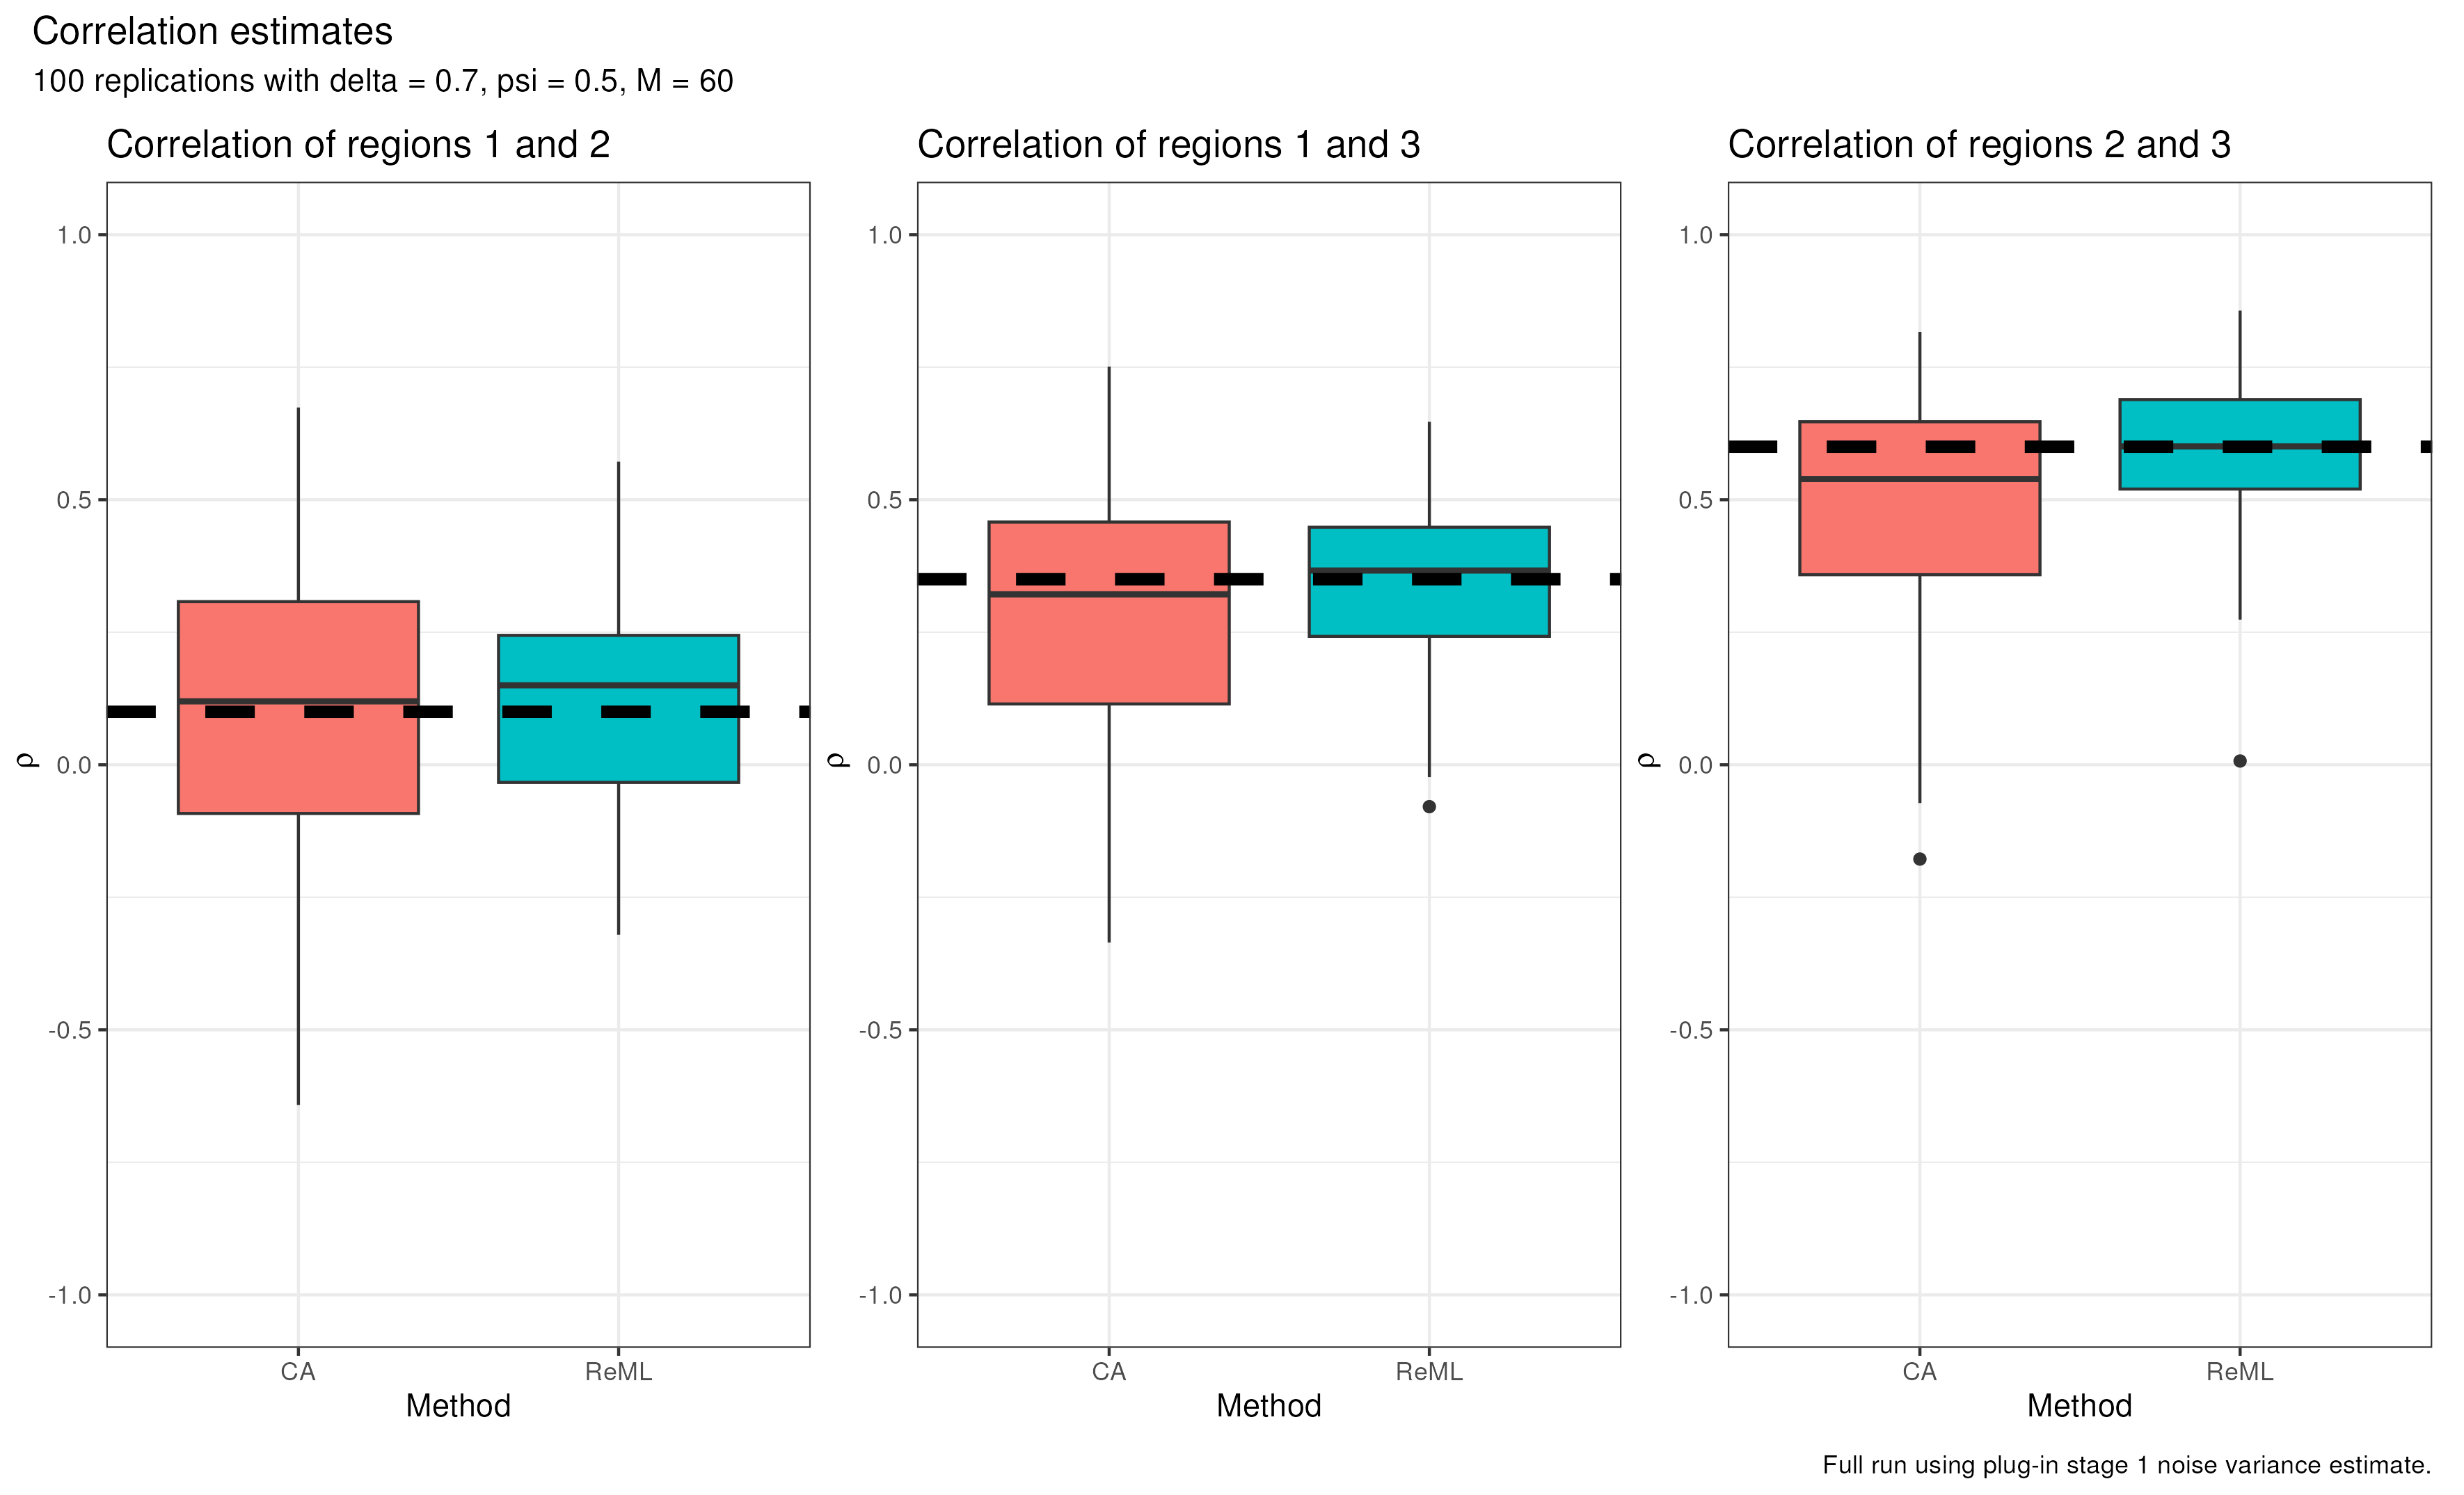 Correlation estimates
100 replications with delta = 0.7, psi = 0.5, M = 60
Correlation of regions 1 and 2
1.0
0.5
0.0
-0.5
-1.0
ρ
CA
ReML
Method
Correlation of regions 1 and 3
1.0
0.5
0.0
-0.5
-1.0
ρ
CA
ReML
Method
Correlation of regions 2 and 3
1.0
0.5
0.0
-0.5
-1.0
ρ
CA
ReML
Method
Full run using plug-in stage 1 noise variance estimate.